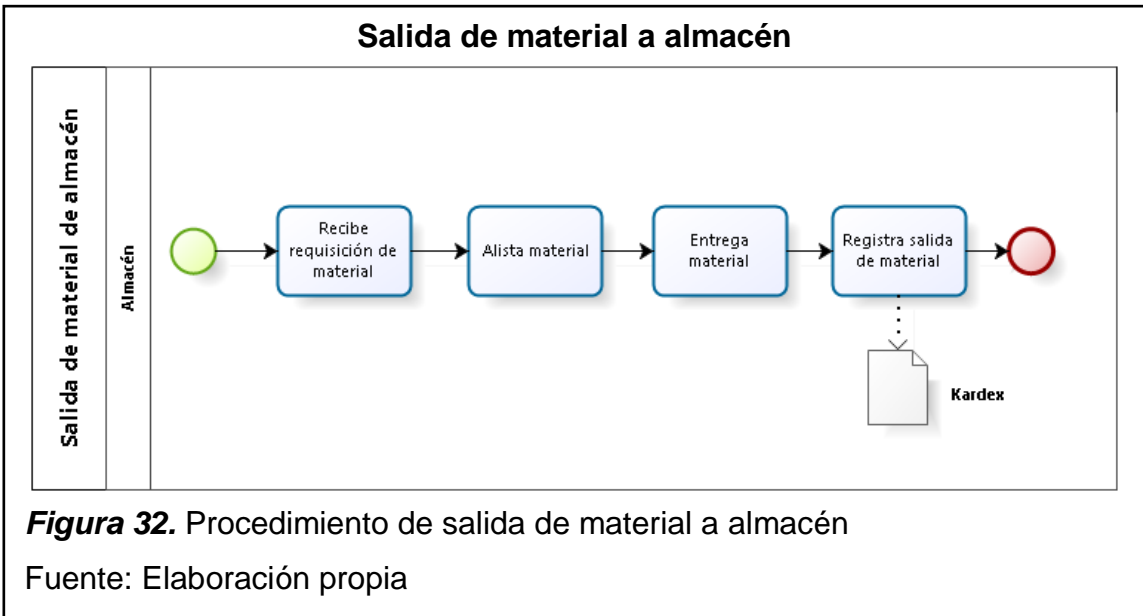 Salida de material a almacén
Salida de material de almacén
Almacén
Recibe
requisición de
material
Alista material
Entrega
material
Registra salida
de material
Kardex
Figura 32. Procedimiento de salida de material a almacén
Fuente: Elaboración propia